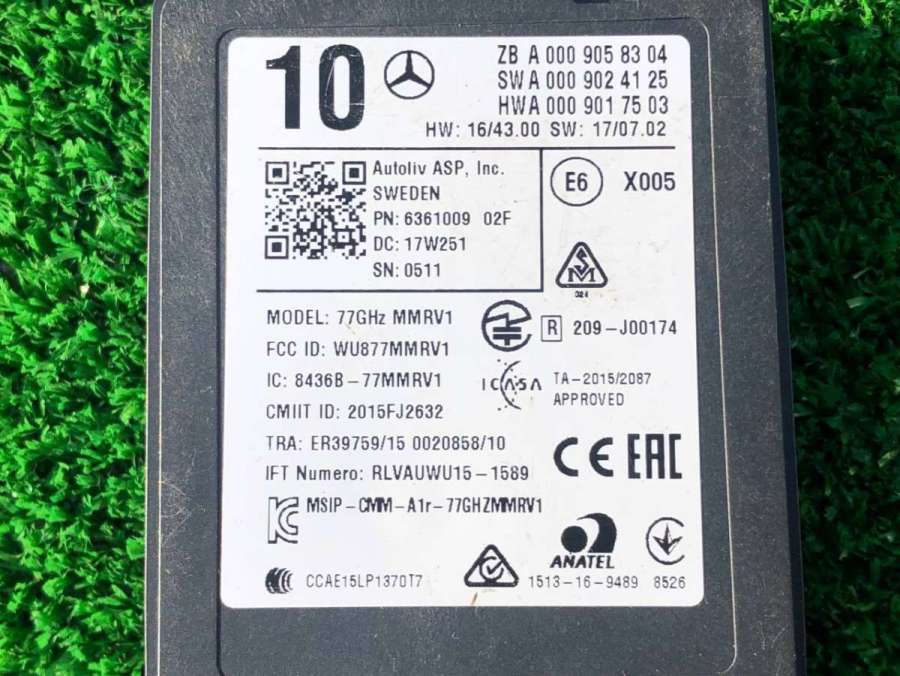 10
ZB A 000 905 83 04
SW A 000 902 41 25
HW A 000 901 75 03
HW: 16/43.00 SW: 17/07.02
Autoliv ASP, Inc.
SWEDEN
PN: 6361009 02F
DC: 17W251
SN: 0511
E6 X005
SM
324
MODEL: 77GHz MMRV1
R 209-J00174
FCC ID: WU877MMRV1
IC: 8436B-77MMRV1
ICASA TA-2015/2087
APPROVED
CMIIT ID: 2015FJ2632
TRA: ER39759/15 0020858/10
IFT Numero: RLVAUWU15-1589
CE EAC
MSIP-CMM-A1r-77GHZMMRV1
ANATEL
CCAE15LP1370T7
1513-16-9489 8526